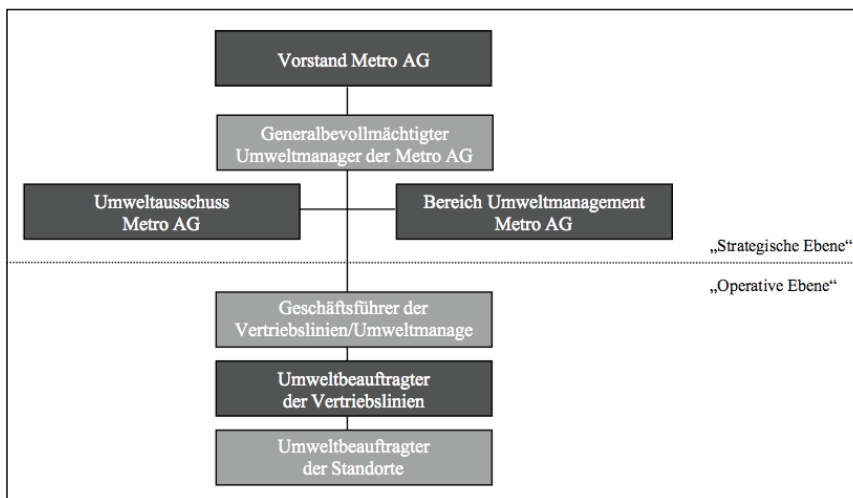 Vorstand Metro AG
Generalbevollmächtigter
Umweltmanager der Metro AG
Umweltausschuss
Metro AG
Bereich Umweltmanagement
Metro AG
„Strategische Ebene“
„Operative Ebene“
Geschäftsführer der
Vertriebslinien/Umweltmanage
Umweltbeauftragter
der Vertriebslinien
Umweltbeauftragter
der Standorte